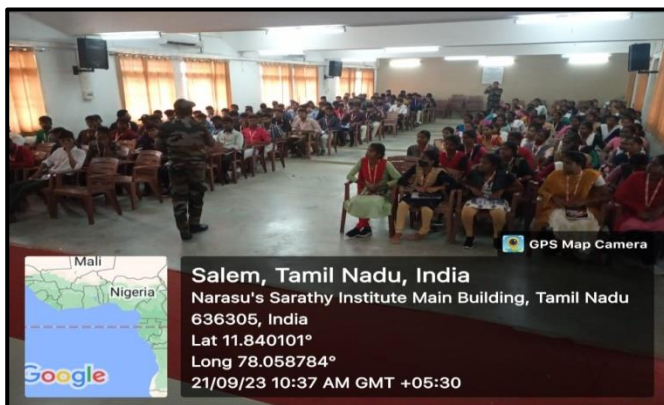 GPS Map Camera
Mali
Nigeria
Google
Salem, Tamil Nadu, India
Narasu's Sarathy Institute Main Building, Tamil Nadu
636305, India
Lat 11.840101°
Long 78.058784°
21/09/23 10:37 AM GMT +05:30